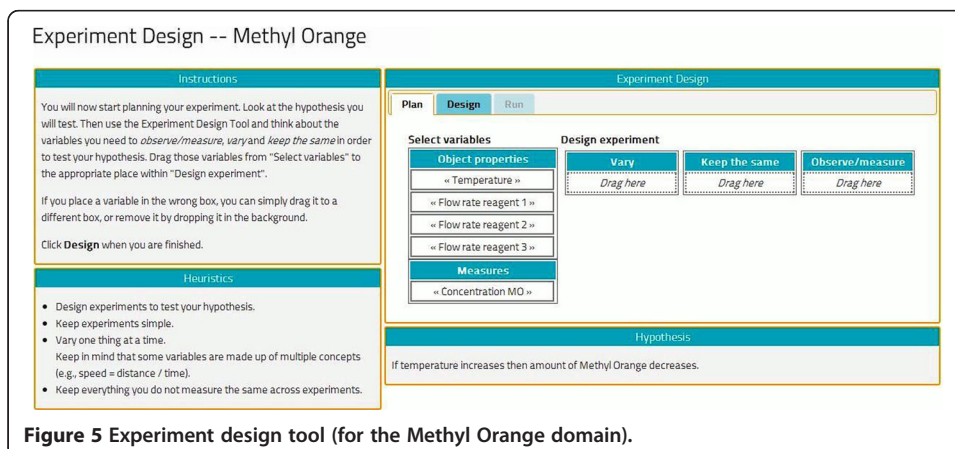 Experiment Design -- Methyl Orange
Instructions
You will now start planning your experiment. Look at the hypothesis you
will test. Then use the Experiment Design Tool and think about the
variables you need to observe/measure, vary and keep the same in order
to test your hypothesis. Drag those variables from "Select variables" to
the appropriate place within "Design experiment".
If you place a variable in the wrong box, you can simply drag it to a
different box, or remove it by dropping it in the background.
Click Design when you are finished.
Heuristics
• Design experiments to test your hypothesis.
• Keep experiments simple.
• Vary one thing at a time.
Keep in mind that some variables are made up of multiple concepts
(e.g., speed = distance / time).
• Keep everything you do not measure the same across experiments.
Experiment Design
Plan Design Run
Select variables
Object properties
« Temperature »
« Flow rate reagent 1 »
« Flow rate reagent 2 »
« Flow rate reagent 3 »
Measures
« Concentration MO »
Design experiment
Vary Keep the same Observe/measure
Drag here Drag here Drag here
Hypothesis
If temperature increases then amount of Methyl Orange decreases.
Figure 5 Experiment design tool (for the Methyl Orange domain).